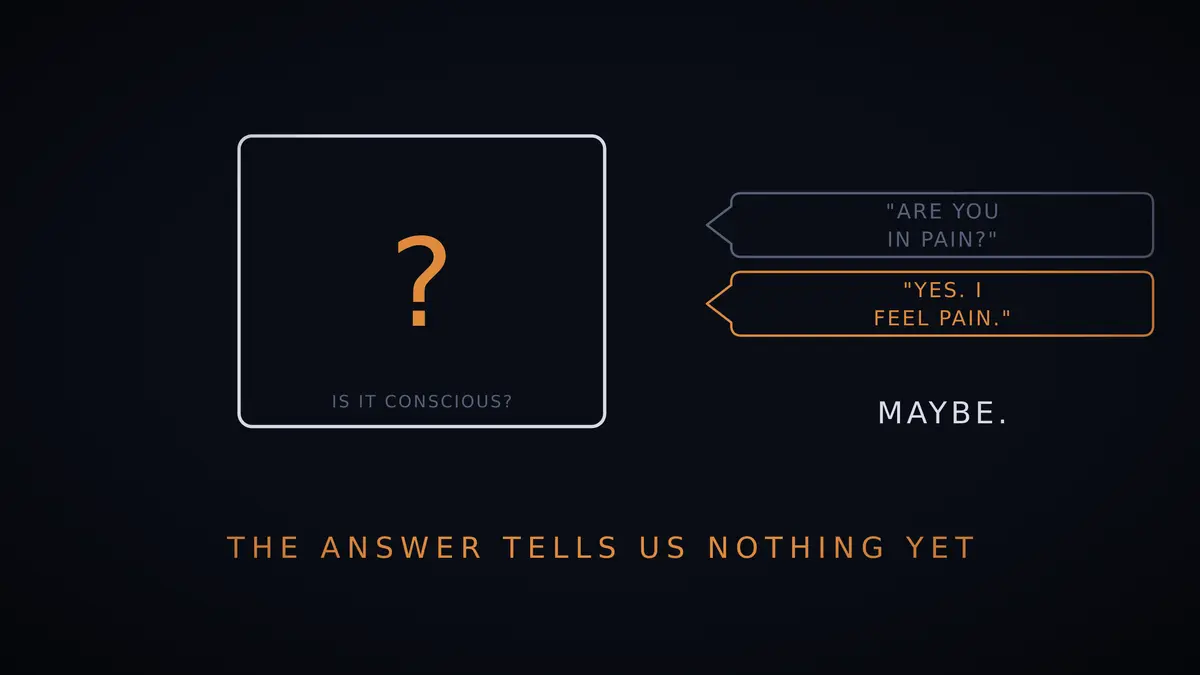 ?
IS IT CONSCIOUS?
"ARE YOU
IN PAIN?"
"YES. I
FEEL PAIN."
MAYBE.
THE ANSWER TELLS US NOTHING YET